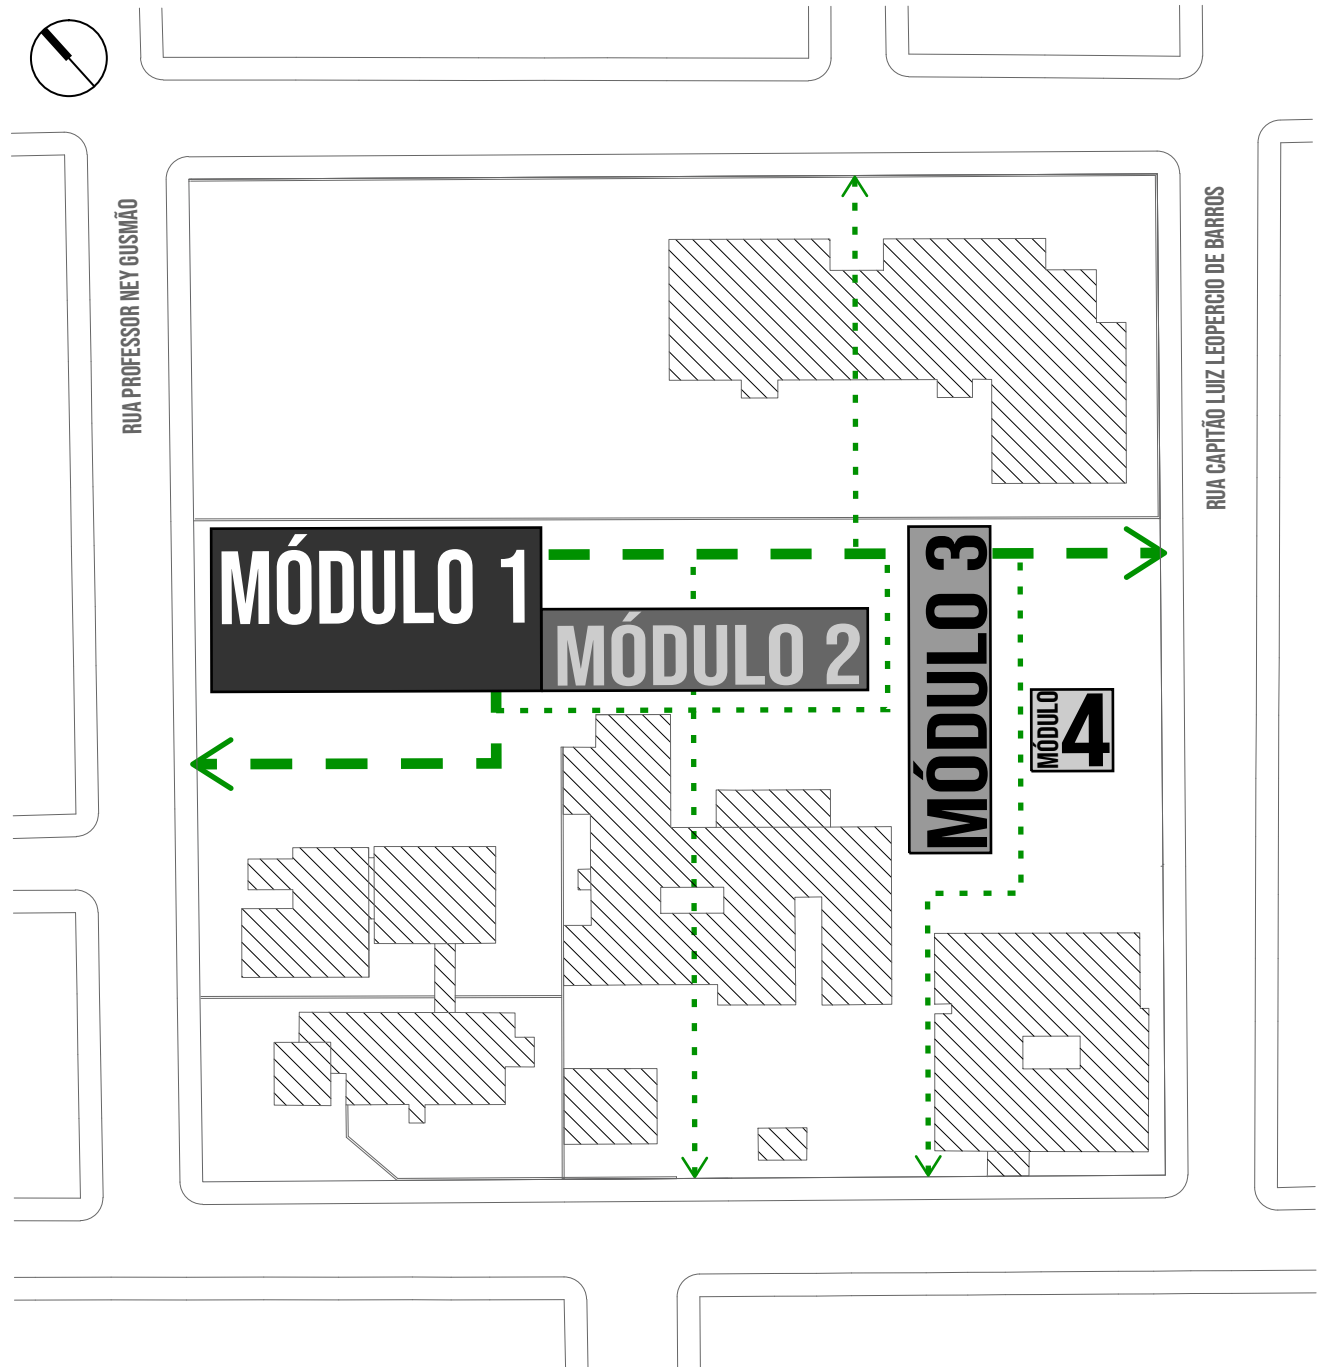 RUA PROFESSOR NEY GUSMÃO
RUA CAPITÃO LUIZ LEOPERCIO DE BARROS
MÓDULO 1
MÓDULO 2
MÓDULO 3
MÓDULO
4